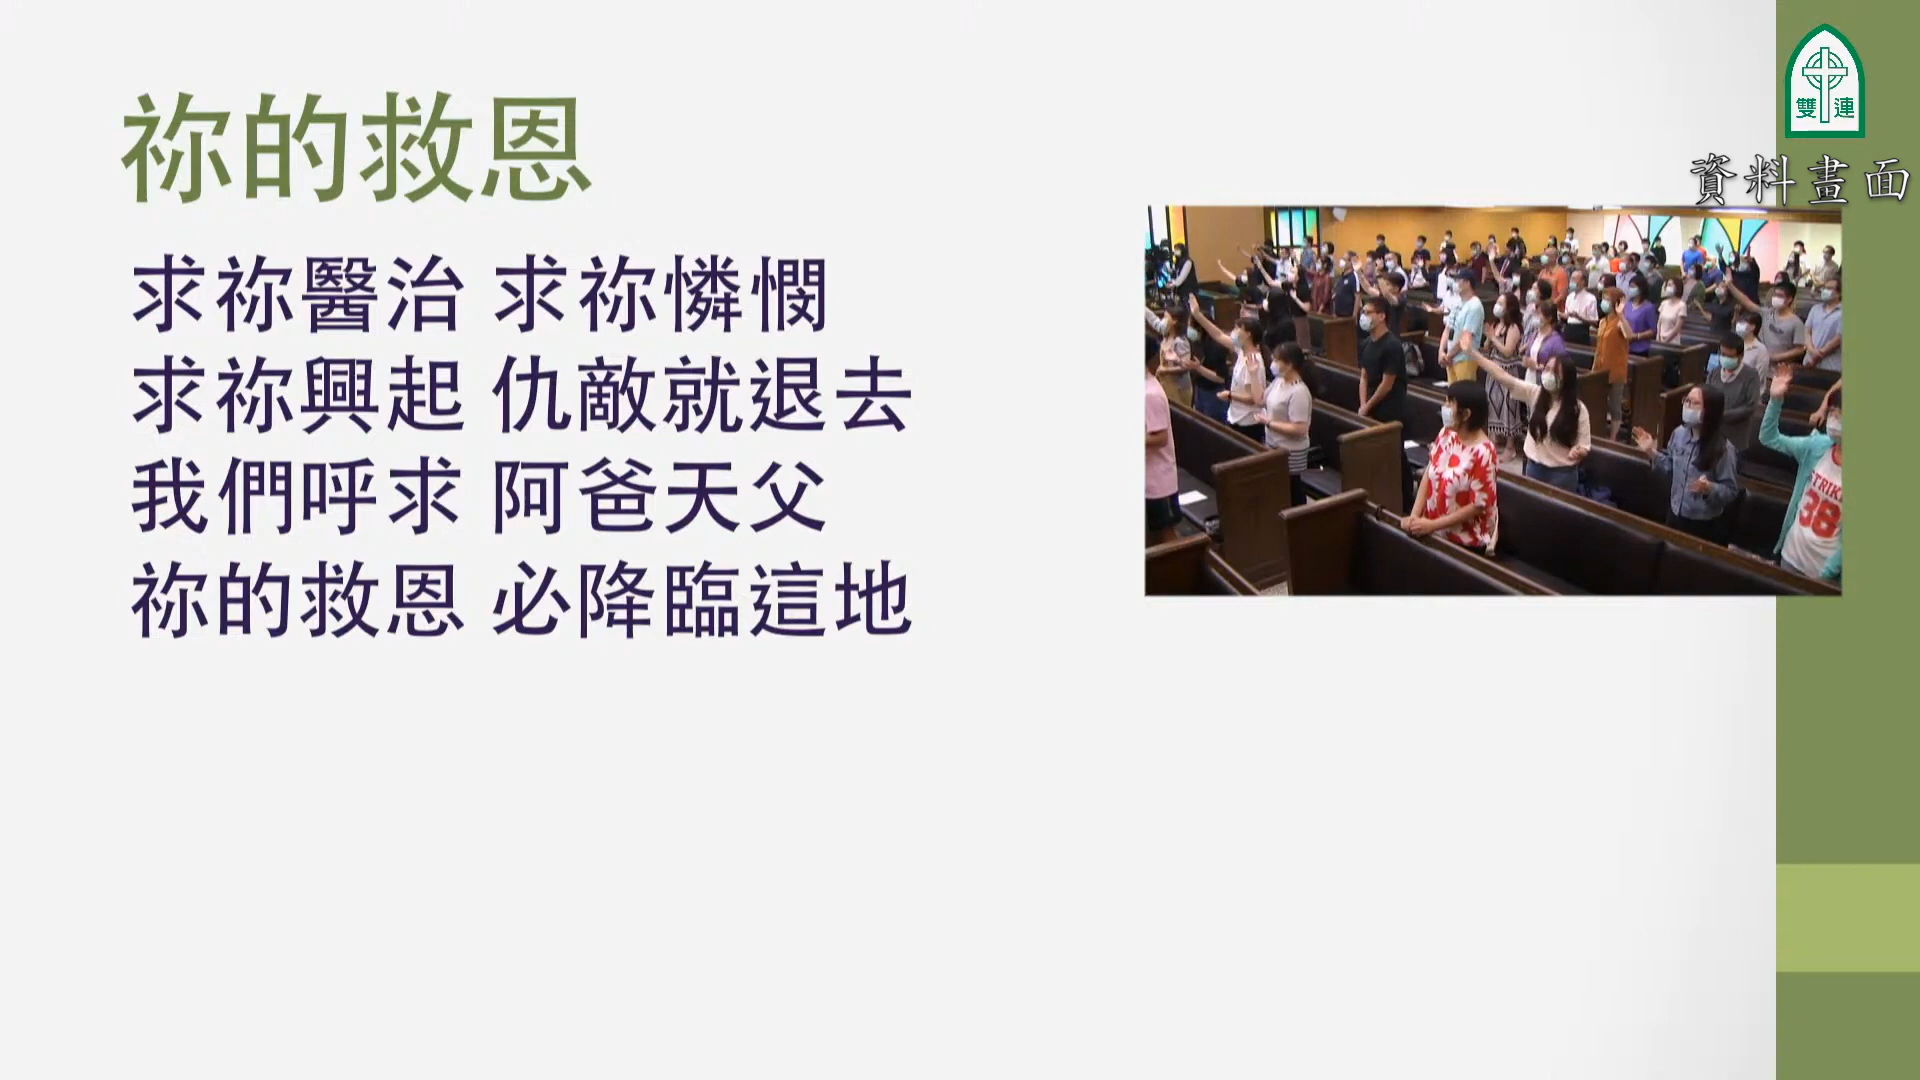 祢的救恩
求祢醫治 求祢憐憫
求祢興起 仇敵就退去
我們呼求 阿爸天父
祢的救恩 必降臨這地
雙連
資料畫面
STRIK
38